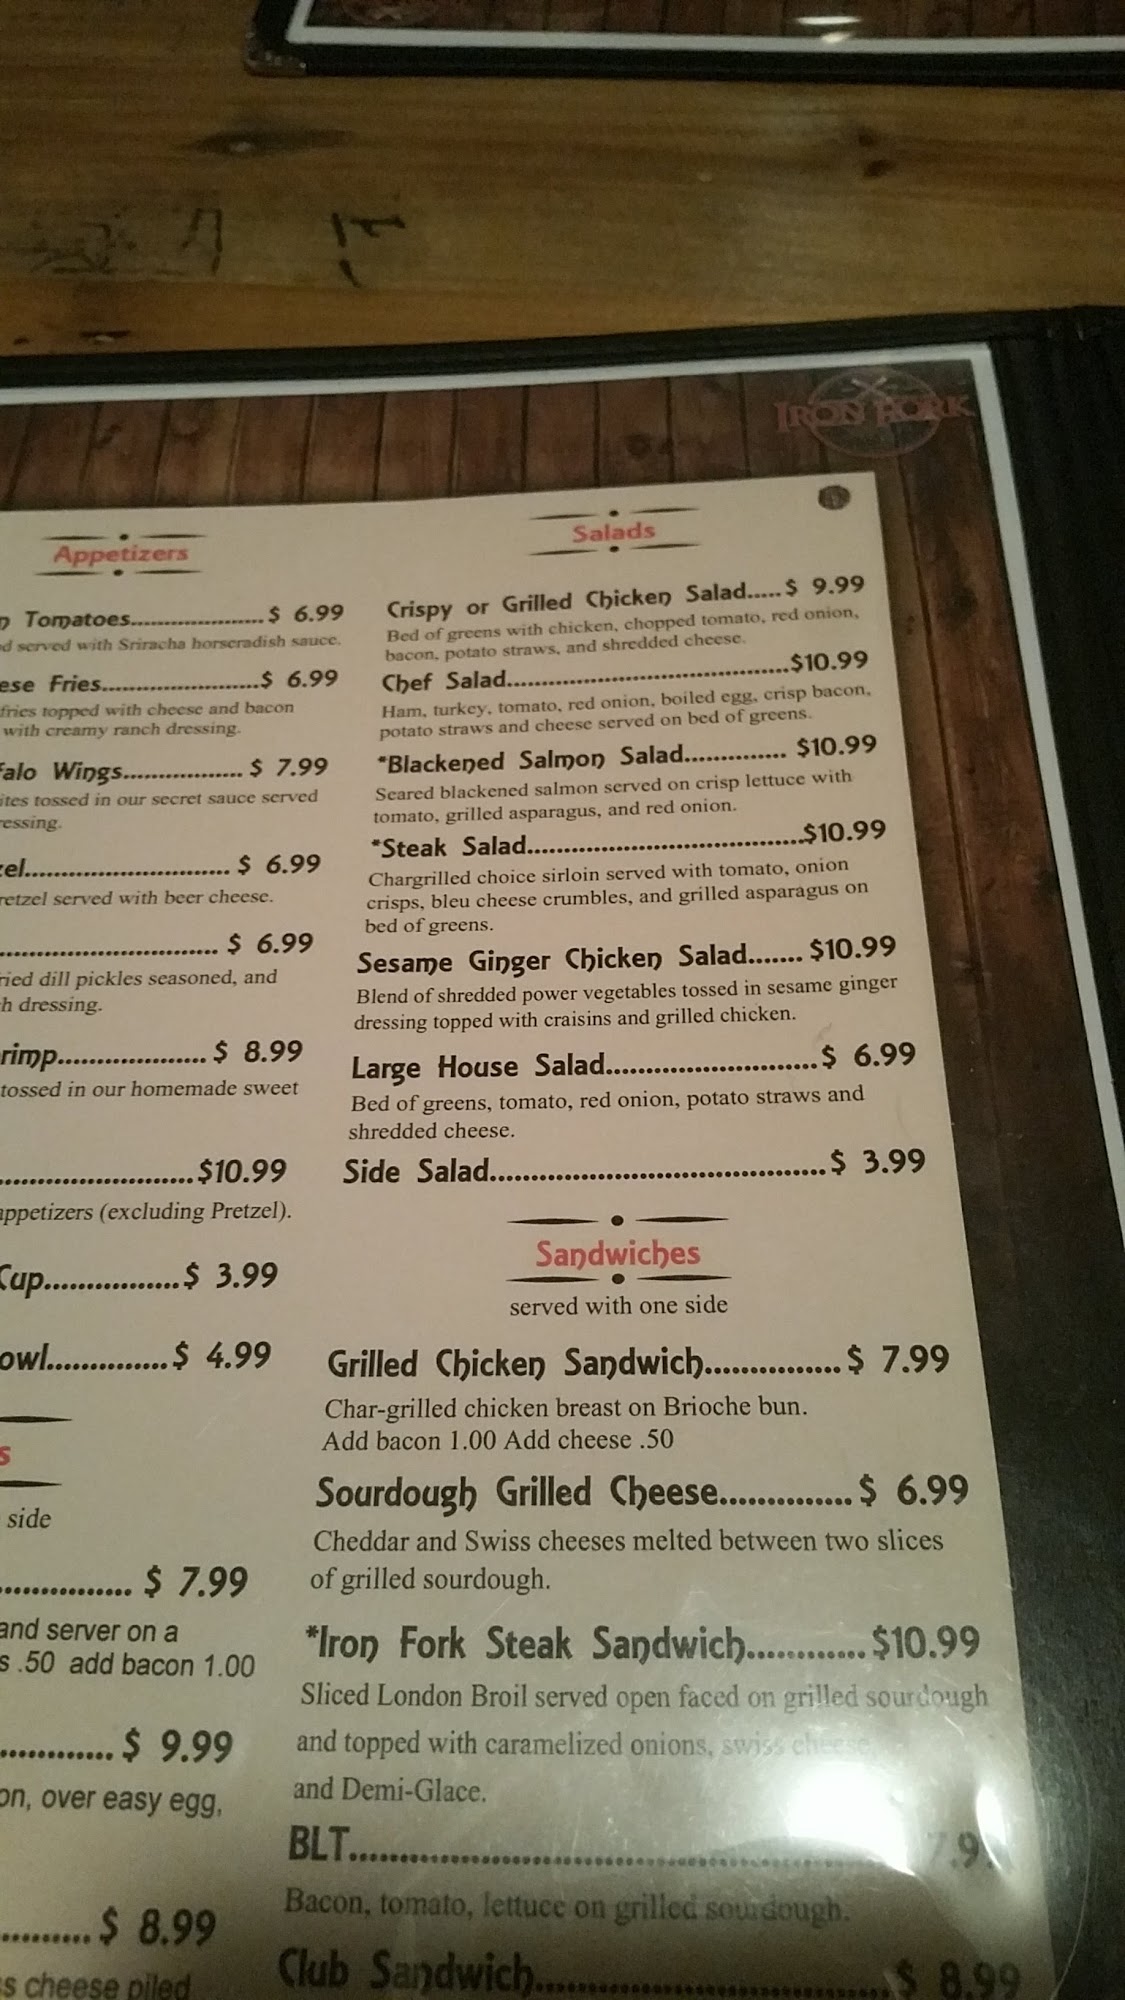 IRON FORK
Appetizers
Tomatoes..................... $ 6.99
served with Sriracha horseradish sauce.
Fries......................... $ 6.99
fries topped with cheese and bacon
with creamy ranch dressing.
Wings.................. $ 7.99
tossed in our secret sauce served
$ 6.99
served with beer cheese.
$ 6.99
dill pickles seasoned, and
dressing.
$ 8.99
tossed in our homemade sweet
$10.99
appetizers (excluding Pretzel).
Cup................ $ 3.99
$ 4.99
side
$ 7.99
and server on a
.50 add bacon 1.00
$ 9.99
over easy egg,
$ 8.99
cheese piled
Salads
Crispy or Grilled Chicken Salad..... $ 9.99
Bed of greens with chicken, chopped tomato, red onion,
bacon, potato straws, and shredded cheese.
Chef Salad.............................................$10.99
Ham, turkey, tomato, red onion, boiled egg, crisp bacon,
potato straws and cheese served on bed of greens.
*Blackened Salmon Salad.............. $10.99
Seared blackened salmon served on crisp lettuce with
tomato, grilled asparagus, and red onion.
*Steak Salad.......................................$10.99
Chargrilled choice sirloin served with tomato, onion
crisps, bleu cheese crumbles, and grilled asparagus on
bed of greens.
Sesame Ginger Chicken Salad....... $10.99
Blend of shredded power vegetables tossed in sesame ginger
dressing topped with craisins and grilled chicken.
Large House Salad.............................$ 6.99
Bed of greens, tomato, red onion, potato straws and
shredded cheese.
Side Salad............................................$ 3.99
Sandwiches
served with one side
Grilled Chicken Sandwich............... $ 7.99
Char-grilled chicken breast on Brioche bun.
Add bacon 1.00 Add cheese .50
Sourdough Grilled Cheese.............. $ 6.99
Cheddar and Swiss cheeses melted between two slices
of grilled sourdough.
*Iron Fork Steak Sandwich............$10.99
Sliced London Broil served open faced on grilled sourdough
and topped with caramelized onions, swiss cheese,
and Demi-Glace.
BLT..........................................................
Bacon, tomato, lettuce on grilled sourdough.
Club Sandwich.....................................$ 8.99